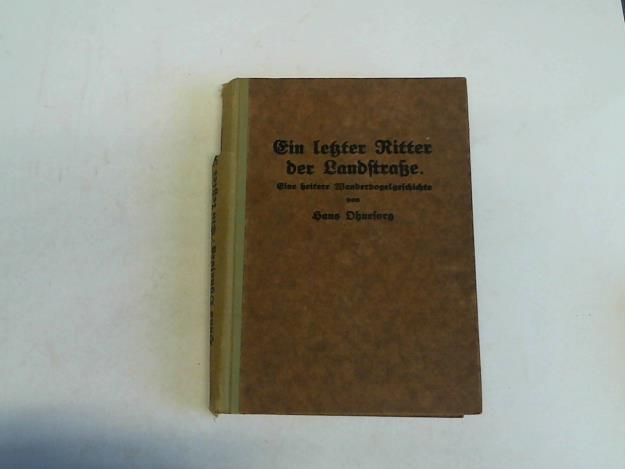 Ein letzter Ritter
der Landstraße.
Eine heitere Wandervogelgeschichte
von
Hans Ohnesorg